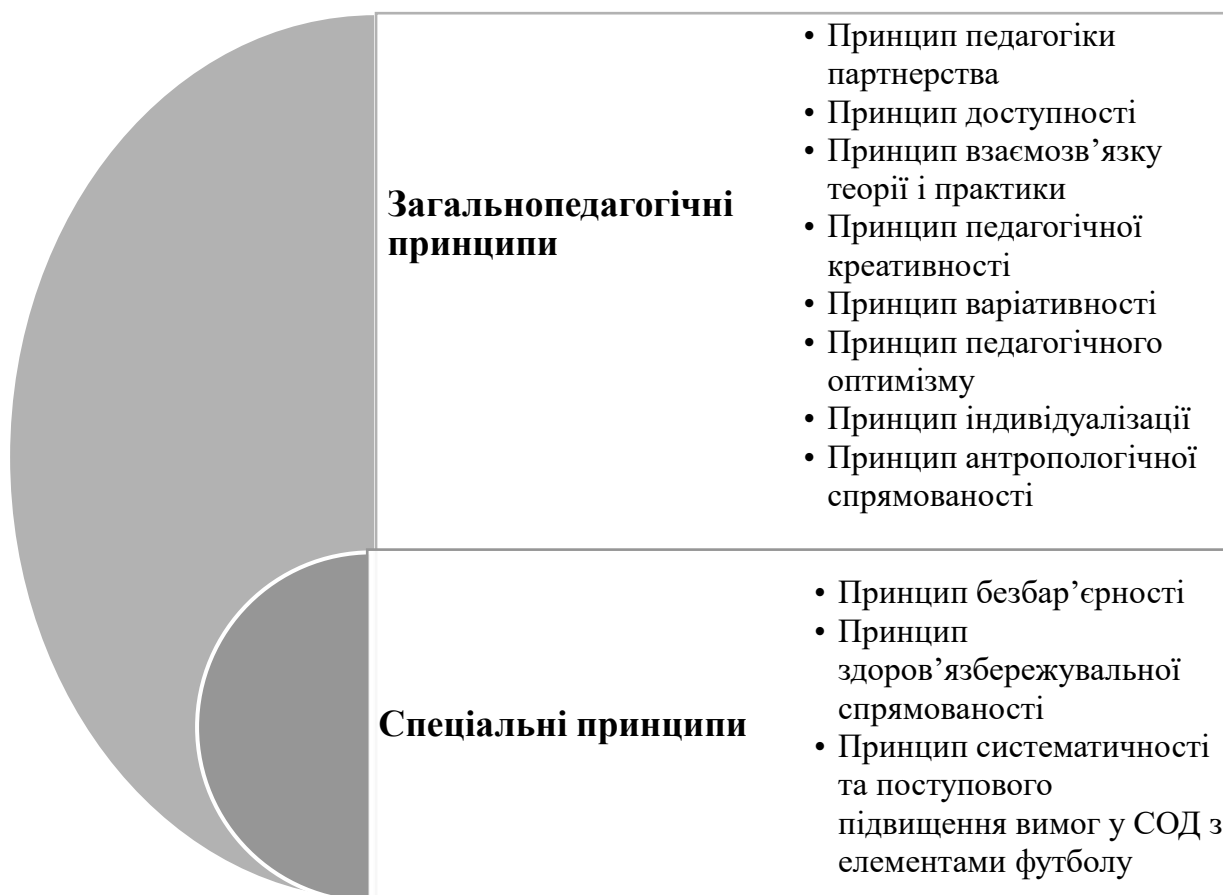 Загальнопедагогічні
принципи
• Принцип педагогіки
партнерства
• Принцип доступності
• Принцип взаємозв’язку
теорії і практики
• Принцип педагогічної
креативності
• Принцип варіативності
• Принцип педагогічного
оптимізму
• Принцип індивідуалізації
• Принцип антропологічної
спрямованості
Спеціальні принципи
• Принцип безбар’єрності
• Принцип
здоров’язбережувальної
спрямованості
• Принцип систематичності
та поступового
підвищення вимог у СОД з
елементами футболу